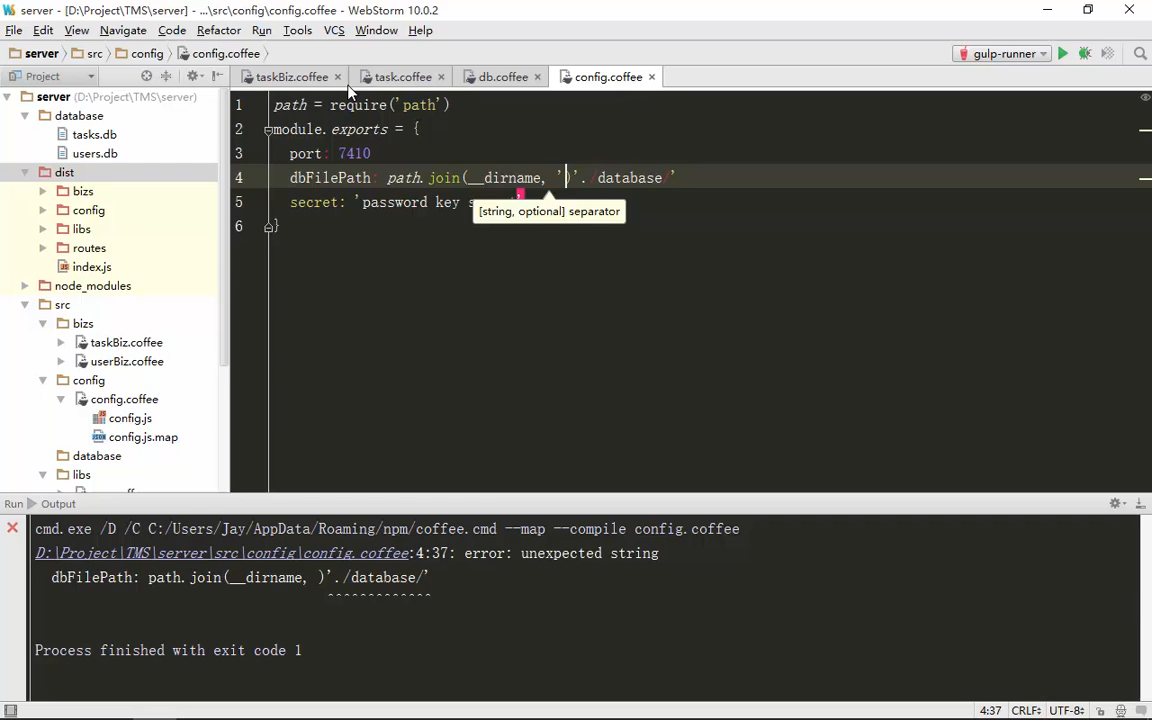 server - [D:\Project\TMS\server] - ...\src\config\config.coffee - WebStorm 10.0.2
File Edit View Navigate Code Refactor Run Tools VCS Window Help
server src config config.coffee gulp-runner
Project taskBiz.coffee task.coffee db.coffee config.coffee
server (D:\Project\TMS\server)
database
tasks.db
users.db
dist
bizs
config
libs
routes
index.js
node_modules
src
bizs
taskBiz.coffee
userBiz.coffee
config
config.coffee
config.js
config.js.map
database
libs
1 path = require('path')
2 module.exports = {
3 port: 7410
4 dbFilePath: path.join(__dirname, ')'./database/'
5 secret: 'password key s
[string, optional] separator
6 }
Run Output
cmd.exe /D /C C:/Users/Jay/AppData/Roaming/npm/coffee.cmd --map --compile config.coffee
D:\Project\TMS\server\src\config\config.coffee:4:37: error: unexpected string
dbFilePath: path.join(__dirname, )'./database/'
^^^^^^^^^^^^^
Process finished with exit code 1
4:37 CRLF UTF-8